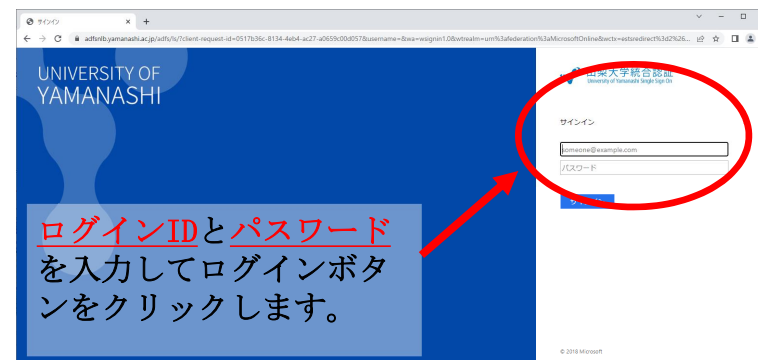 サインイン
adfsnlb.yamanashi.ac.jp/adfs/ls/?client-request-id=0517b36c-8134-4eb4-ac27-a0659c00d057&username=&wa=wsignin1.0&wtrealm=urn%3afederation%3aMicrosoftOnline&wctx=estsredirect%3d2%26...
UNIVERSITY OF
YAMANASHI
山梨大学統合認証
University of Yamanashi Single Sign On
サインイン
someone@example.com
パスワード
サインイン
ログインIDとパスワード
を入力してログインボタ
ンをクリックします。
© 2018 Microsoft